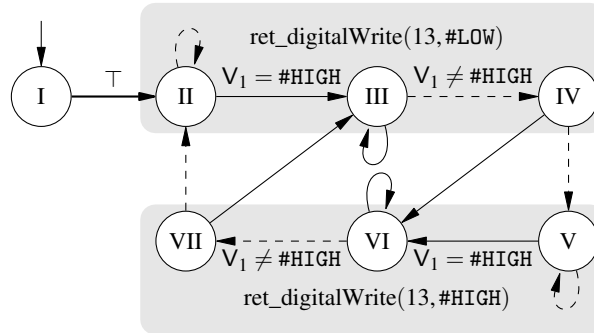 ret_digitalWrite(13,#LOW)
⊤ V₁ = #HIGH V₁ ≠ #HIGH
I II III IV
VII VI V
V₁ ≠ #HIGH V₁ = #HIGH
ret_digitalWrite(13,#HIGH)